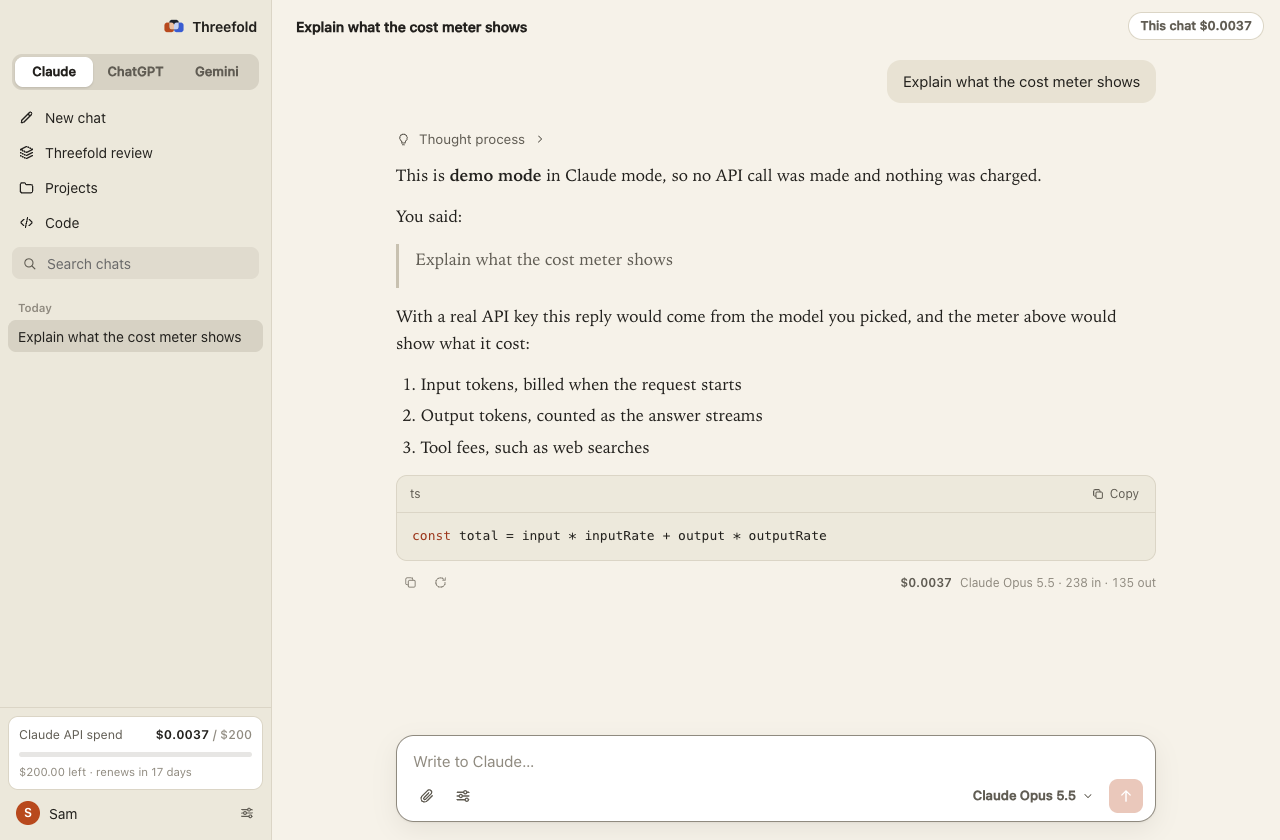 Threefold
Claude ChatGPT Gemini
New chat
Threefold review
Projects
Code
Search chats
Today
Explain what the cost meter shows
Claude API spend $0.0037 / $200
$200.00 left · renews in 17 days
S Sam
Explain what the cost meter shows
This chat $0.0037
Explain what the cost meter shows
Thought process
This is demo mode in Claude mode, so no API call was made and nothing was charged.
You said:
Explain what the cost meter shows
With a real API key this reply would come from the model you picked, and the meter above would
show what it cost:
1. Input tokens, billed when the request starts
2. Output tokens, counted as the answer streams
3. Tool fees, such as web searches
ts
Copy
const total = input * inputRate + output * outputRate
$0.0037 Claude Opus 5.5 · 238 in · 135 out
Write to Claude...
Claude Opus 5.5